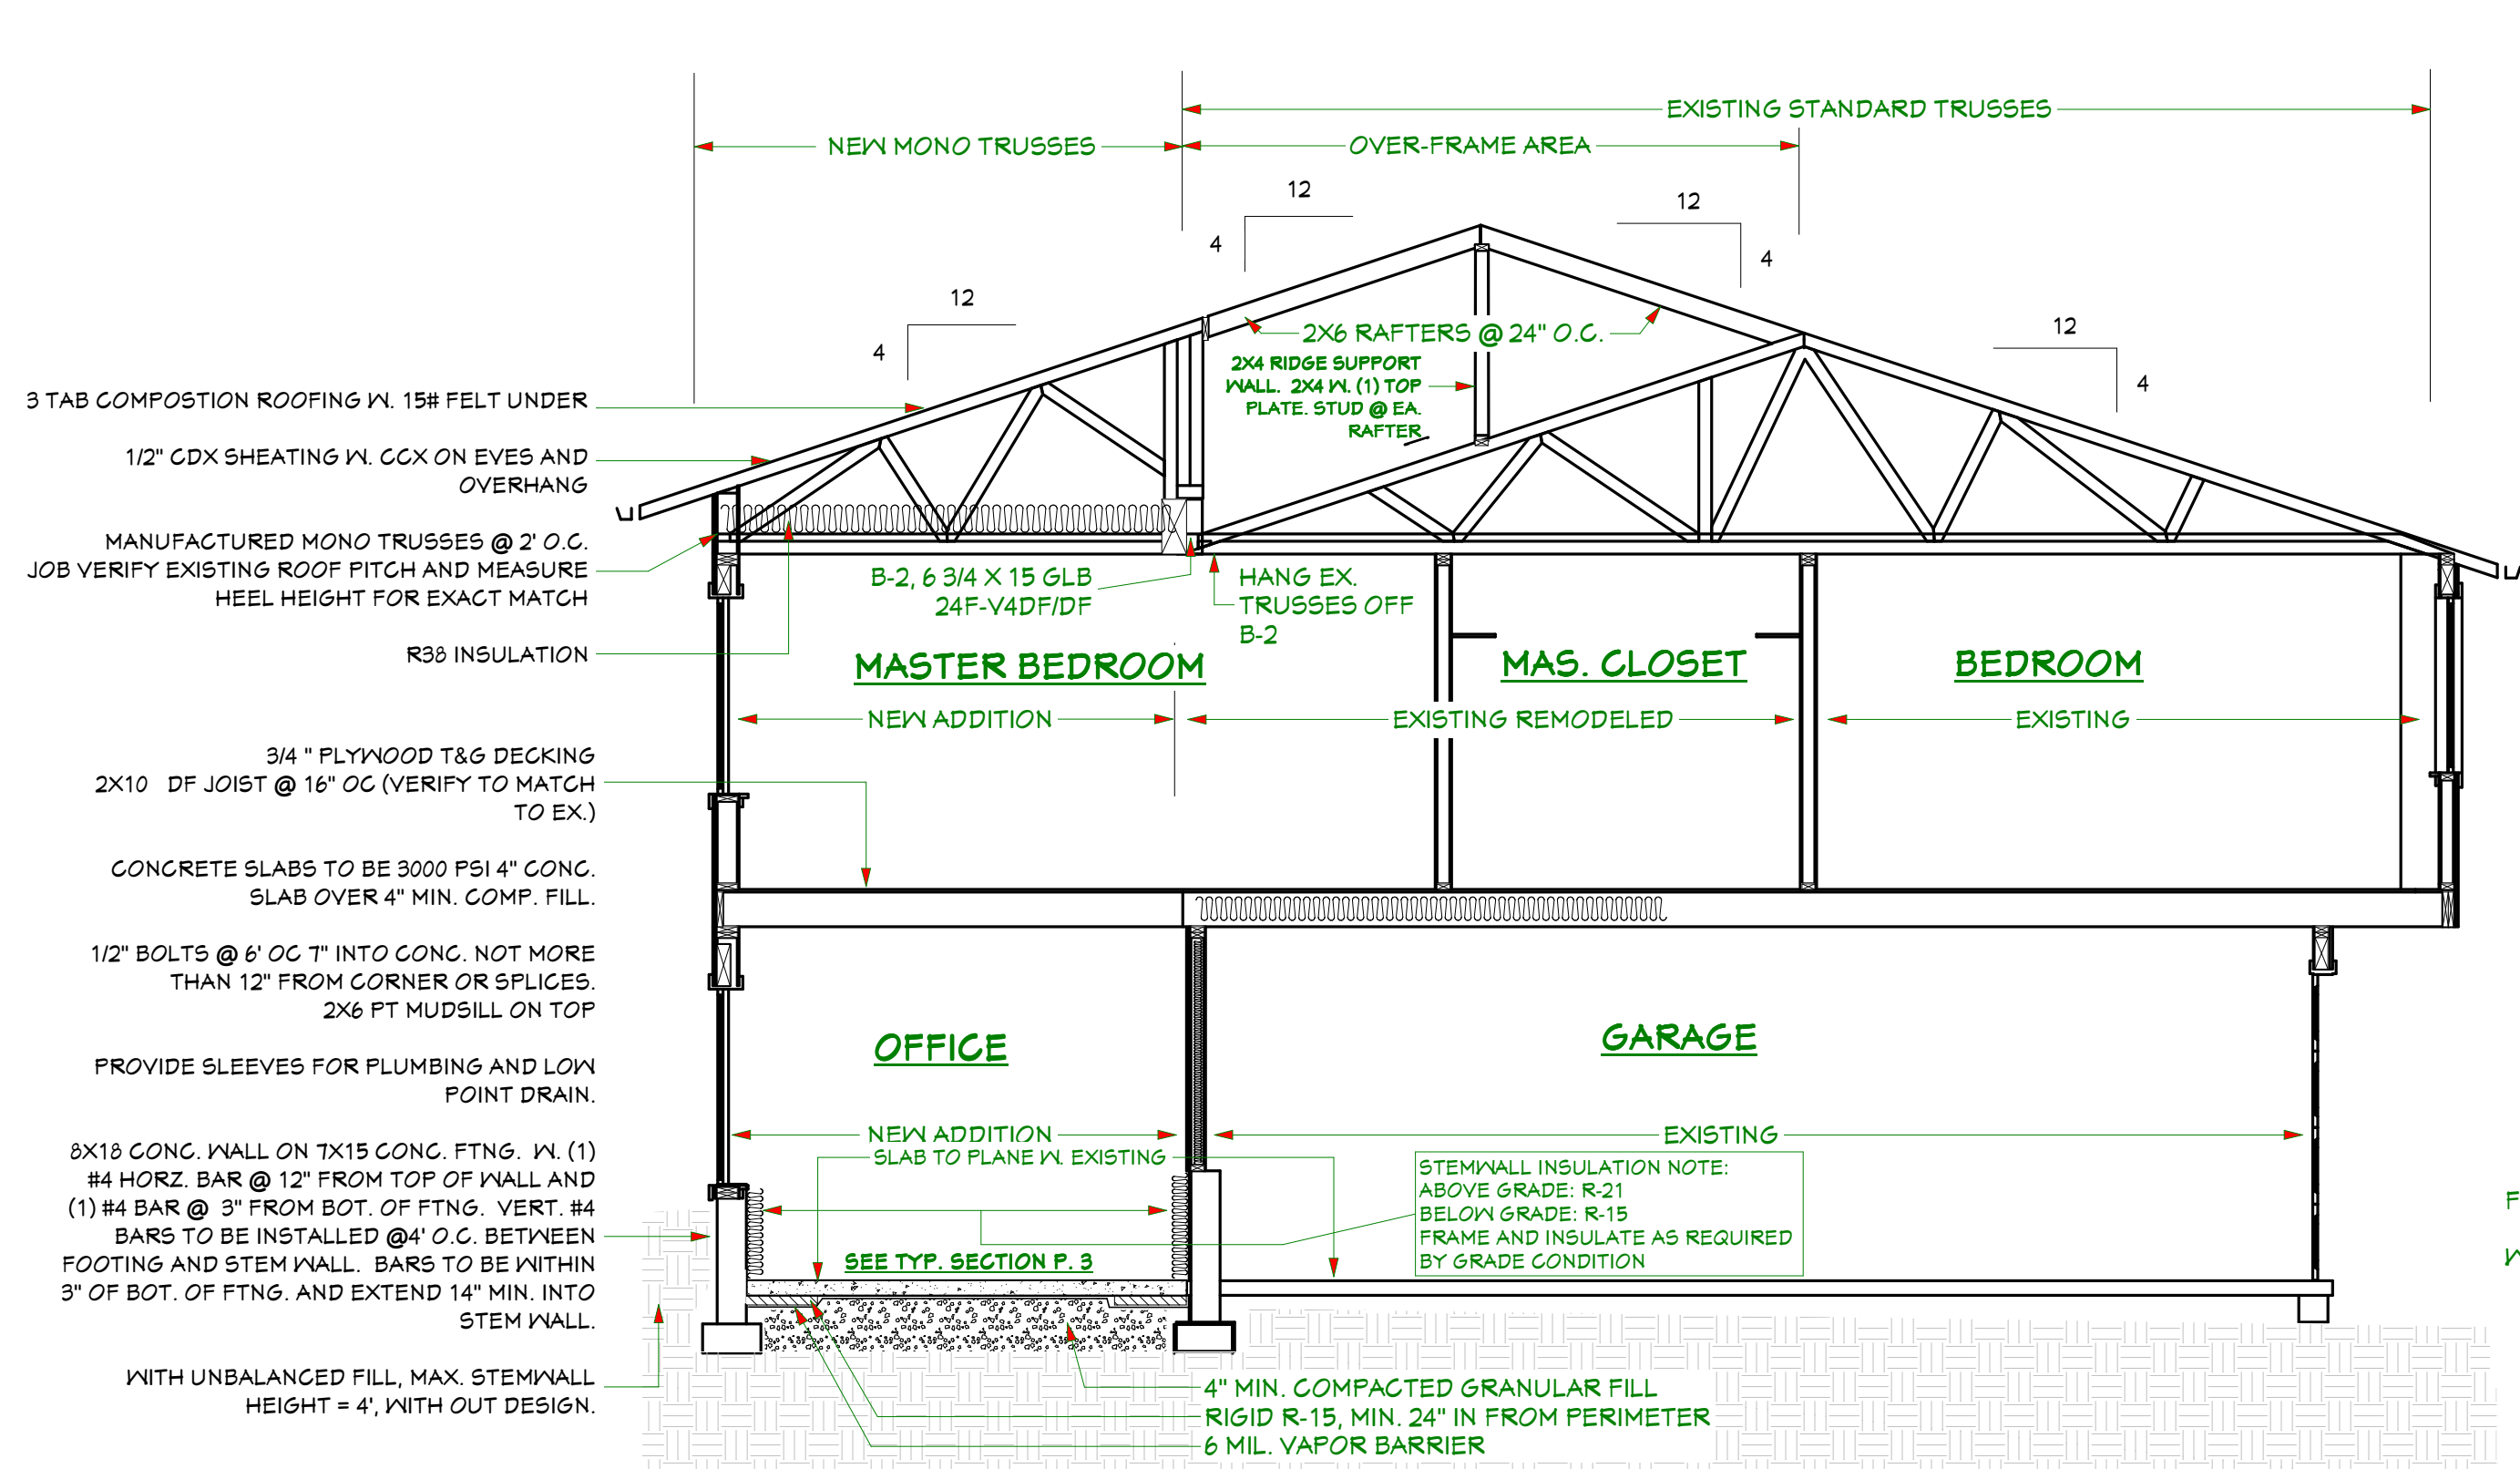 EXISTING STANDARD TRUSSES
NEW MONO TRUSSES
OVER-FRAME AREA
12
4
12
4
12
4
12
4
2X6 RAFTERS @ 24" O.C.
2X4 RIDGE SUPPORT
WALL. 2X4 W. (1) TOP
PLATE. STUD @ EA.
RAFTER
3 TAB COMPOSTION ROOFING W. 15# FELT UNDER
1/2" CDX SHEATING W. CCX ON EVES AND
OVERHANG
MANUFACTURED MONO TRUSSES @ 2' O.C.
JOB VERIFY EXISTING ROOF PITCH AND MEASURE
HEEL HEIGHT FOR EXACT MATCH
R38 INSULATION
B-2, 6 3/4 X 15 GLB
24F-V4DF/DF
HANG EX.
TRUSSES OFF
B-2
MASTER BEDROOM
MAS. CLOSET
BEDROOM
NEW ADDITION
EXISTING REMODELED
EXISTING
3/4 " PLYWOOD T&G DECKING
2X10 DF JOIST @ 16" OC (VERIFY TO MATCH
TO EX.)
CONCRETE SLABS TO BE 3000 PSI 4" CONC.
SLAB OVER 4" MIN. COMP. FILL.
1/2" BOLTS @ 6' OC 7" INTO CONC. NOT MORE
THAN 12" FROM CORNER OR SPLICES.
2X6 PT MUDSILL ON TOP
PROVIDE SLEEVES FOR PLUMBING AND LOW
POINT DRAIN.
8X18 CONC. WALL ON 7X15 CONC. FTNG. W. (1)
#4 HORZ. BAR @ 12" FROM TOP OF WALL AND
(1) #4 BAR @ 3" FROM BOT. OF FTNG. VERT. #4
BARS TO BE INSTALLED @4' O.C. BETWEEN
FOOTING AND STEM WALL. BARS TO BE WITHIN
3" OF BOT. OF FTNG. AND EXTEND 14" MIN. INTO
STEM WALL.
WITH UNBALANCED FILL, MAX. STEMWALL
HEIGHT = 4', WITH OUT DESIGN.
OFFICE
GARAGE
NEW ADDITION
EXISTING
SLAB TO PLANE W. EXISTING
STEMWALL INSULATION NOTE:
ABOVE GRADE: R-21
BELOW GRADE: R-15
FRAME AND INSULATE AS REQUIRED
BY GRADE CONDITION
SEE TYP. SECTION P. 3
4" MIN. COMPACTED GRANULAR FILL
RIGID R-15, MIN. 24" IN FROM PERIMETER
6 MIL. VAPOR BARRIER